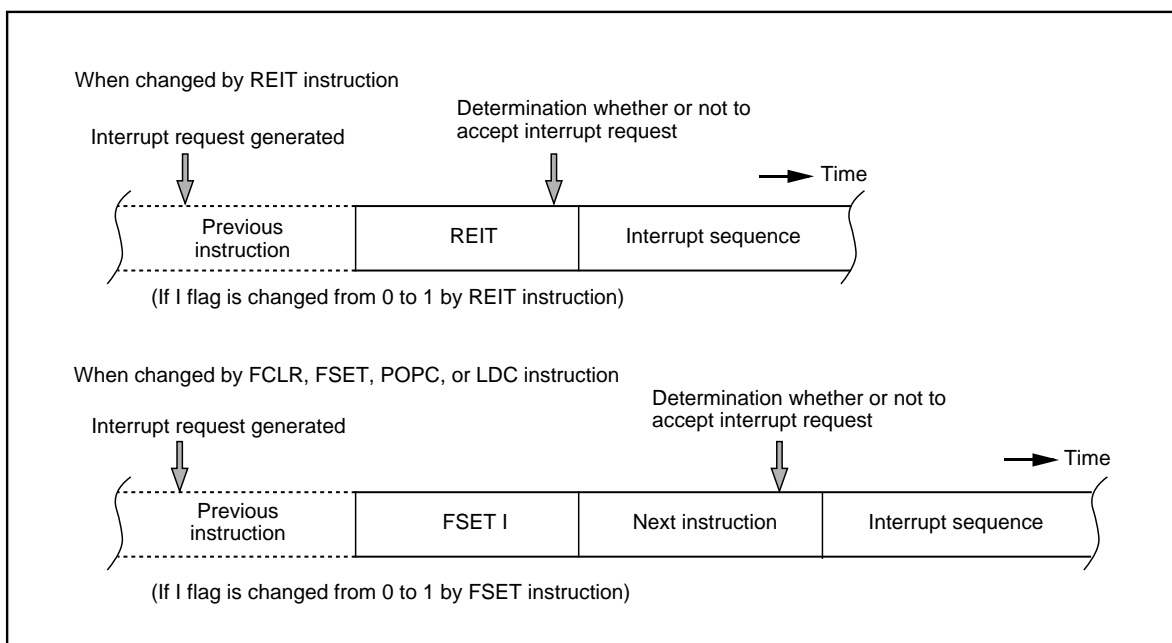 When changed by REIT instruction
Determination whether or not to
accept interrupt request
Interrupt request generated
Time
Previous
instruction
REIT
Interrupt sequence
(If I flag is changed from 0 to 1 by REIT instruction)
When changed by FCLR, FSET, POPC, or LDC instruction
Determination whether or not to
accept interrupt request
Interrupt request generated
Time
Previous
instruction
FSET I
Next instruction
Interrupt sequence
(If I flag is changed from 0 to 1 by FSET instruction)